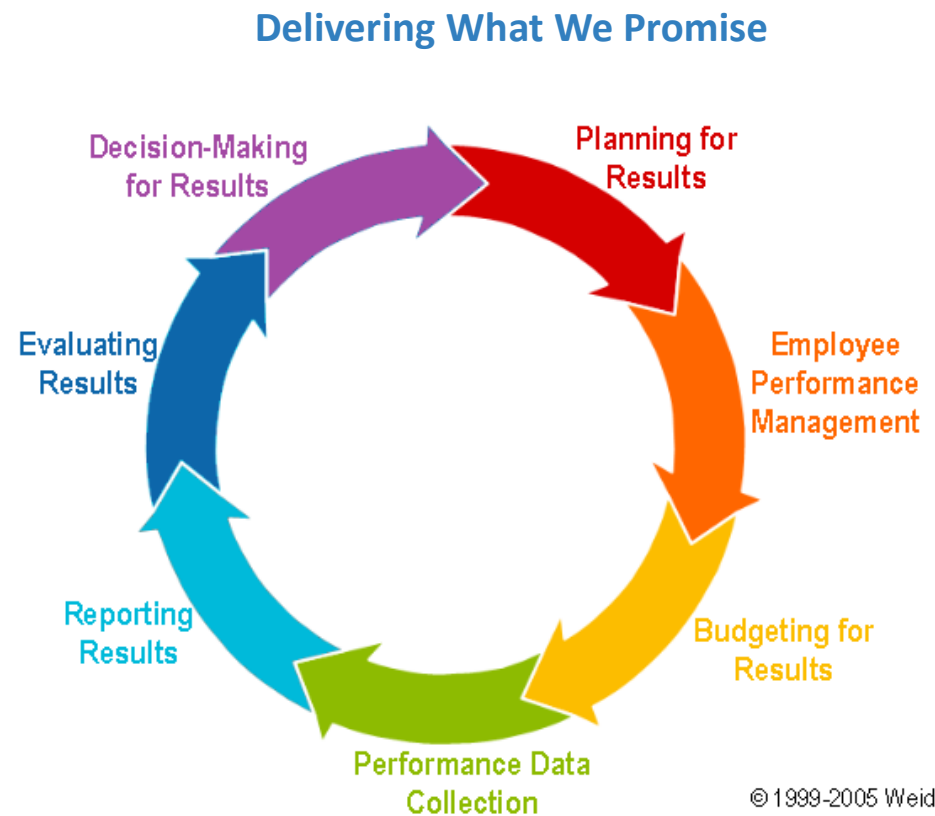 Delivering What We Promise
Planning for
Results
Employee
Performance
Management
Budgeting for
Results
Performance Data
Collection
Reporting
Results
Evaluating
Results
Decision-Making
for Results
© 1999-2005 Weid